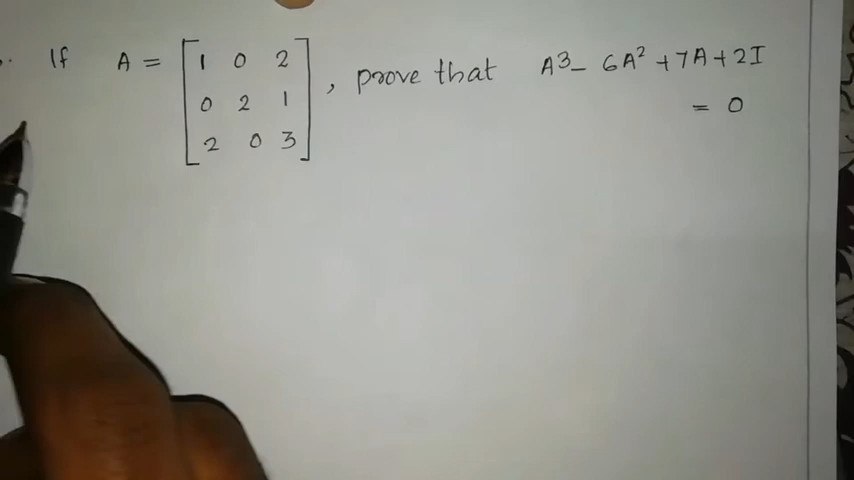 If A = [1 0 2], prove that A³ - 6A² + 7A + 2I
0 2 1 = 0
2 0 3